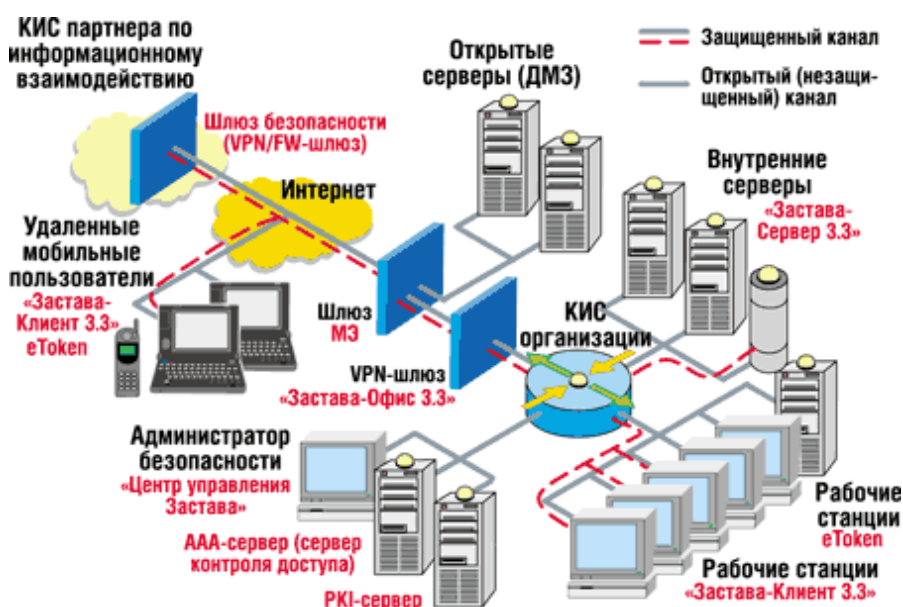 КИС партнера по
информационному
взаимодействию
Открытые
серверы (ДМЗ)
Защищенный канал
Открытый (незащи-
щенный) канал
Шлюз безопасности
(VPN/FW-шлюз)
Интернет
Внутренние
серверы
«Застава-
Сервер 3.3»
Удаленные
мобильные
пользователи
«Застава-
Клиент 3.3»
eToken
Шлюз
МЭ
КИС
организации
VPN-шлюз
«Застава-Офис 3.3»
Администратор
безопасности
«Центр управления
Застава»
ААА-сервер (сервер
контроля доступа)
PKI-сервер
Рабочие
станции
eToken
Рабочие станции
«Застава-Клиент 3.3»